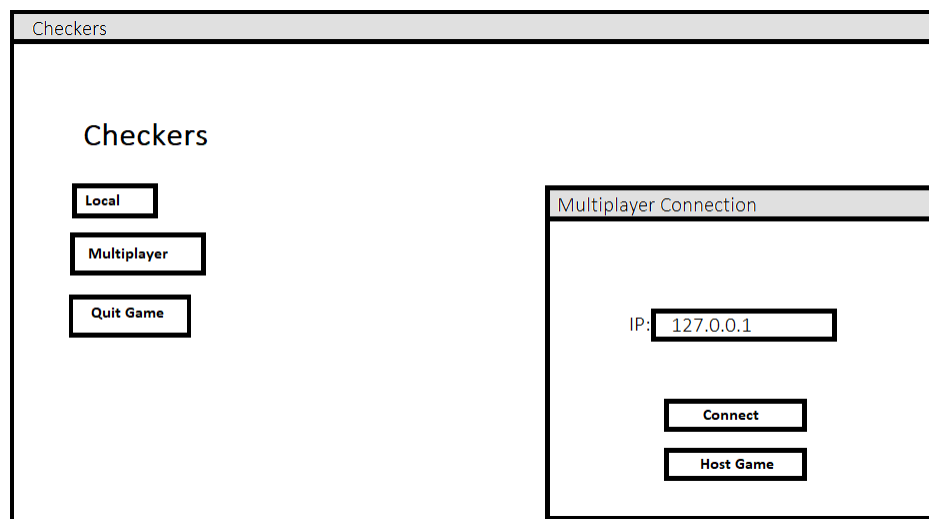 Checkers
Checkers
Local
Multiplayer
Quit Game
Multiplayer Connection
IP: 127.0.0.1
Connect
Host Game